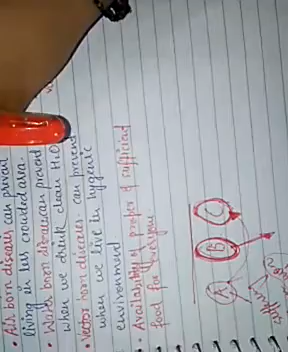 • Air born diseases can prevent
living in less crowded area.
• Water born diseases can prevent
when we drink clean H₂O
• Vector born diseases can prevent
when we live in hygenic
environment
• Availability of proper & sufficient
food for everyone
A B C